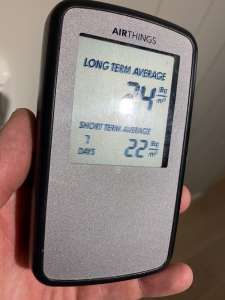 AIRTHINGS
LONG TERM AVERAGE
24 Bq/m³
SHORT TERM AVERAGE
7 DAYS 22 Bq/m³